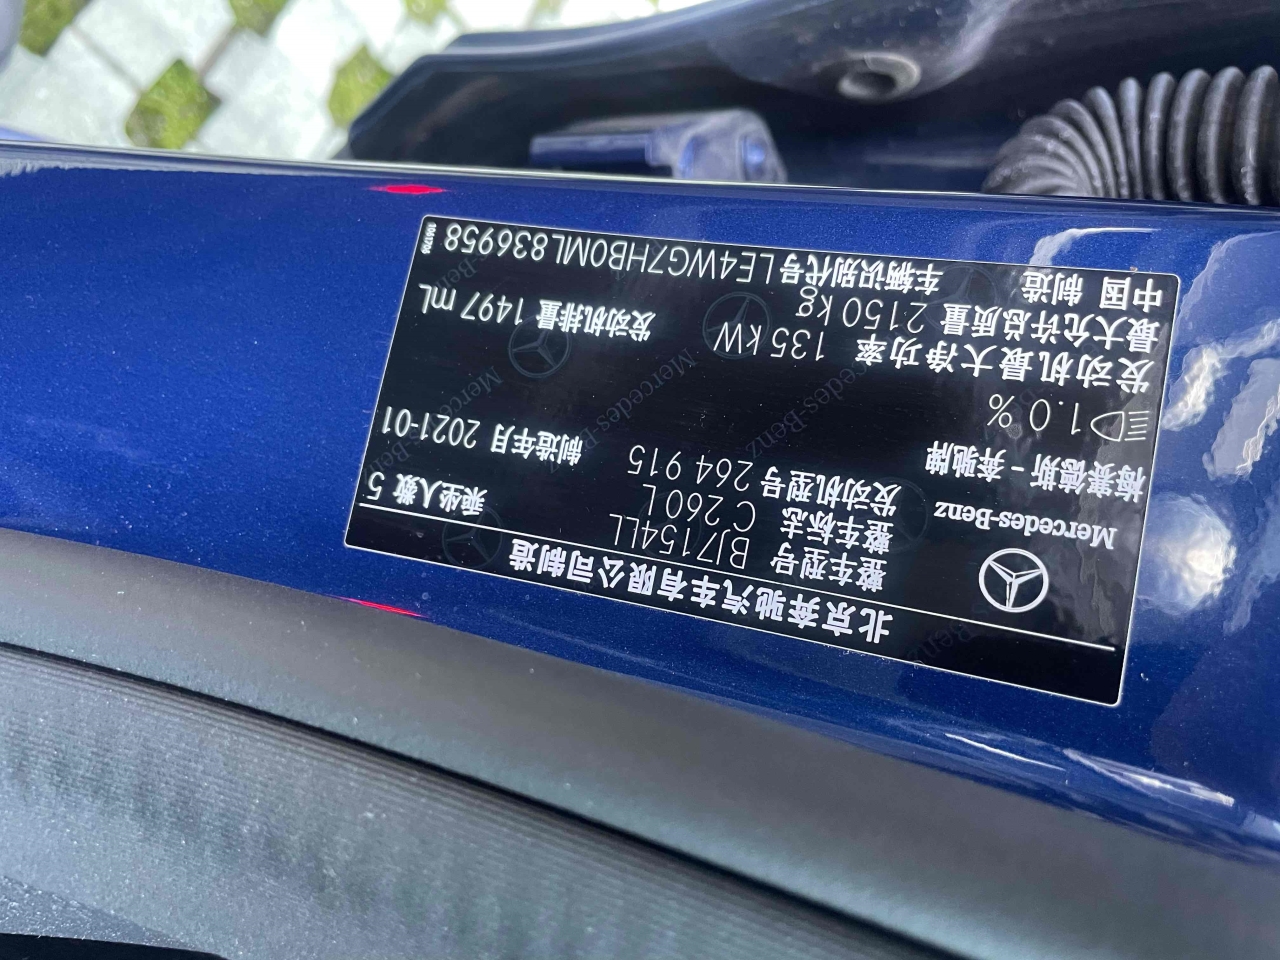 北京奔驰汽车有限公司制造
Mercedes-Benz
梅赛德斯－奔驰牌
整车型号 BJ7154LL
整车标志 C 260 L
乘坐人数 5
发动机型号 264 915
制造年月 2021-01
1.0 %
发动机最大净功率 135 kW
发动机排量 1497 mL
最大允许总质量 2150 kg
中国 制造 车辆识别代号 LE4WG7HB0ML836958